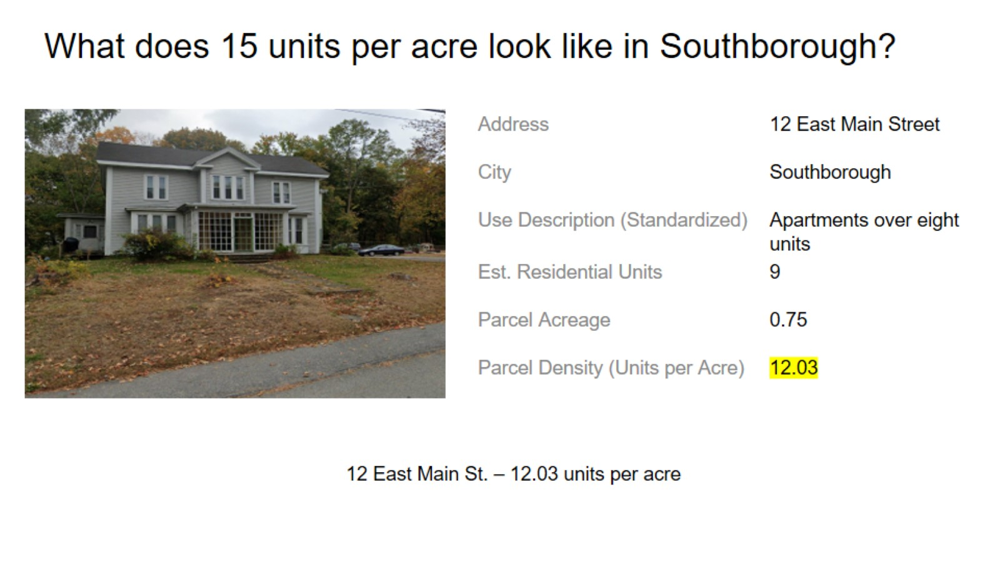 What does 15 units per acre look like in Southborough?
Address 12 East Main Street
City Southborough
Use Description (Standardized) Apartments over eight
units
Est. Residential Units 9
Parcel Acreage 0.75
Parcel Density (Units per Acre) 12.03
12 East Main St. – 12.03 units per acre